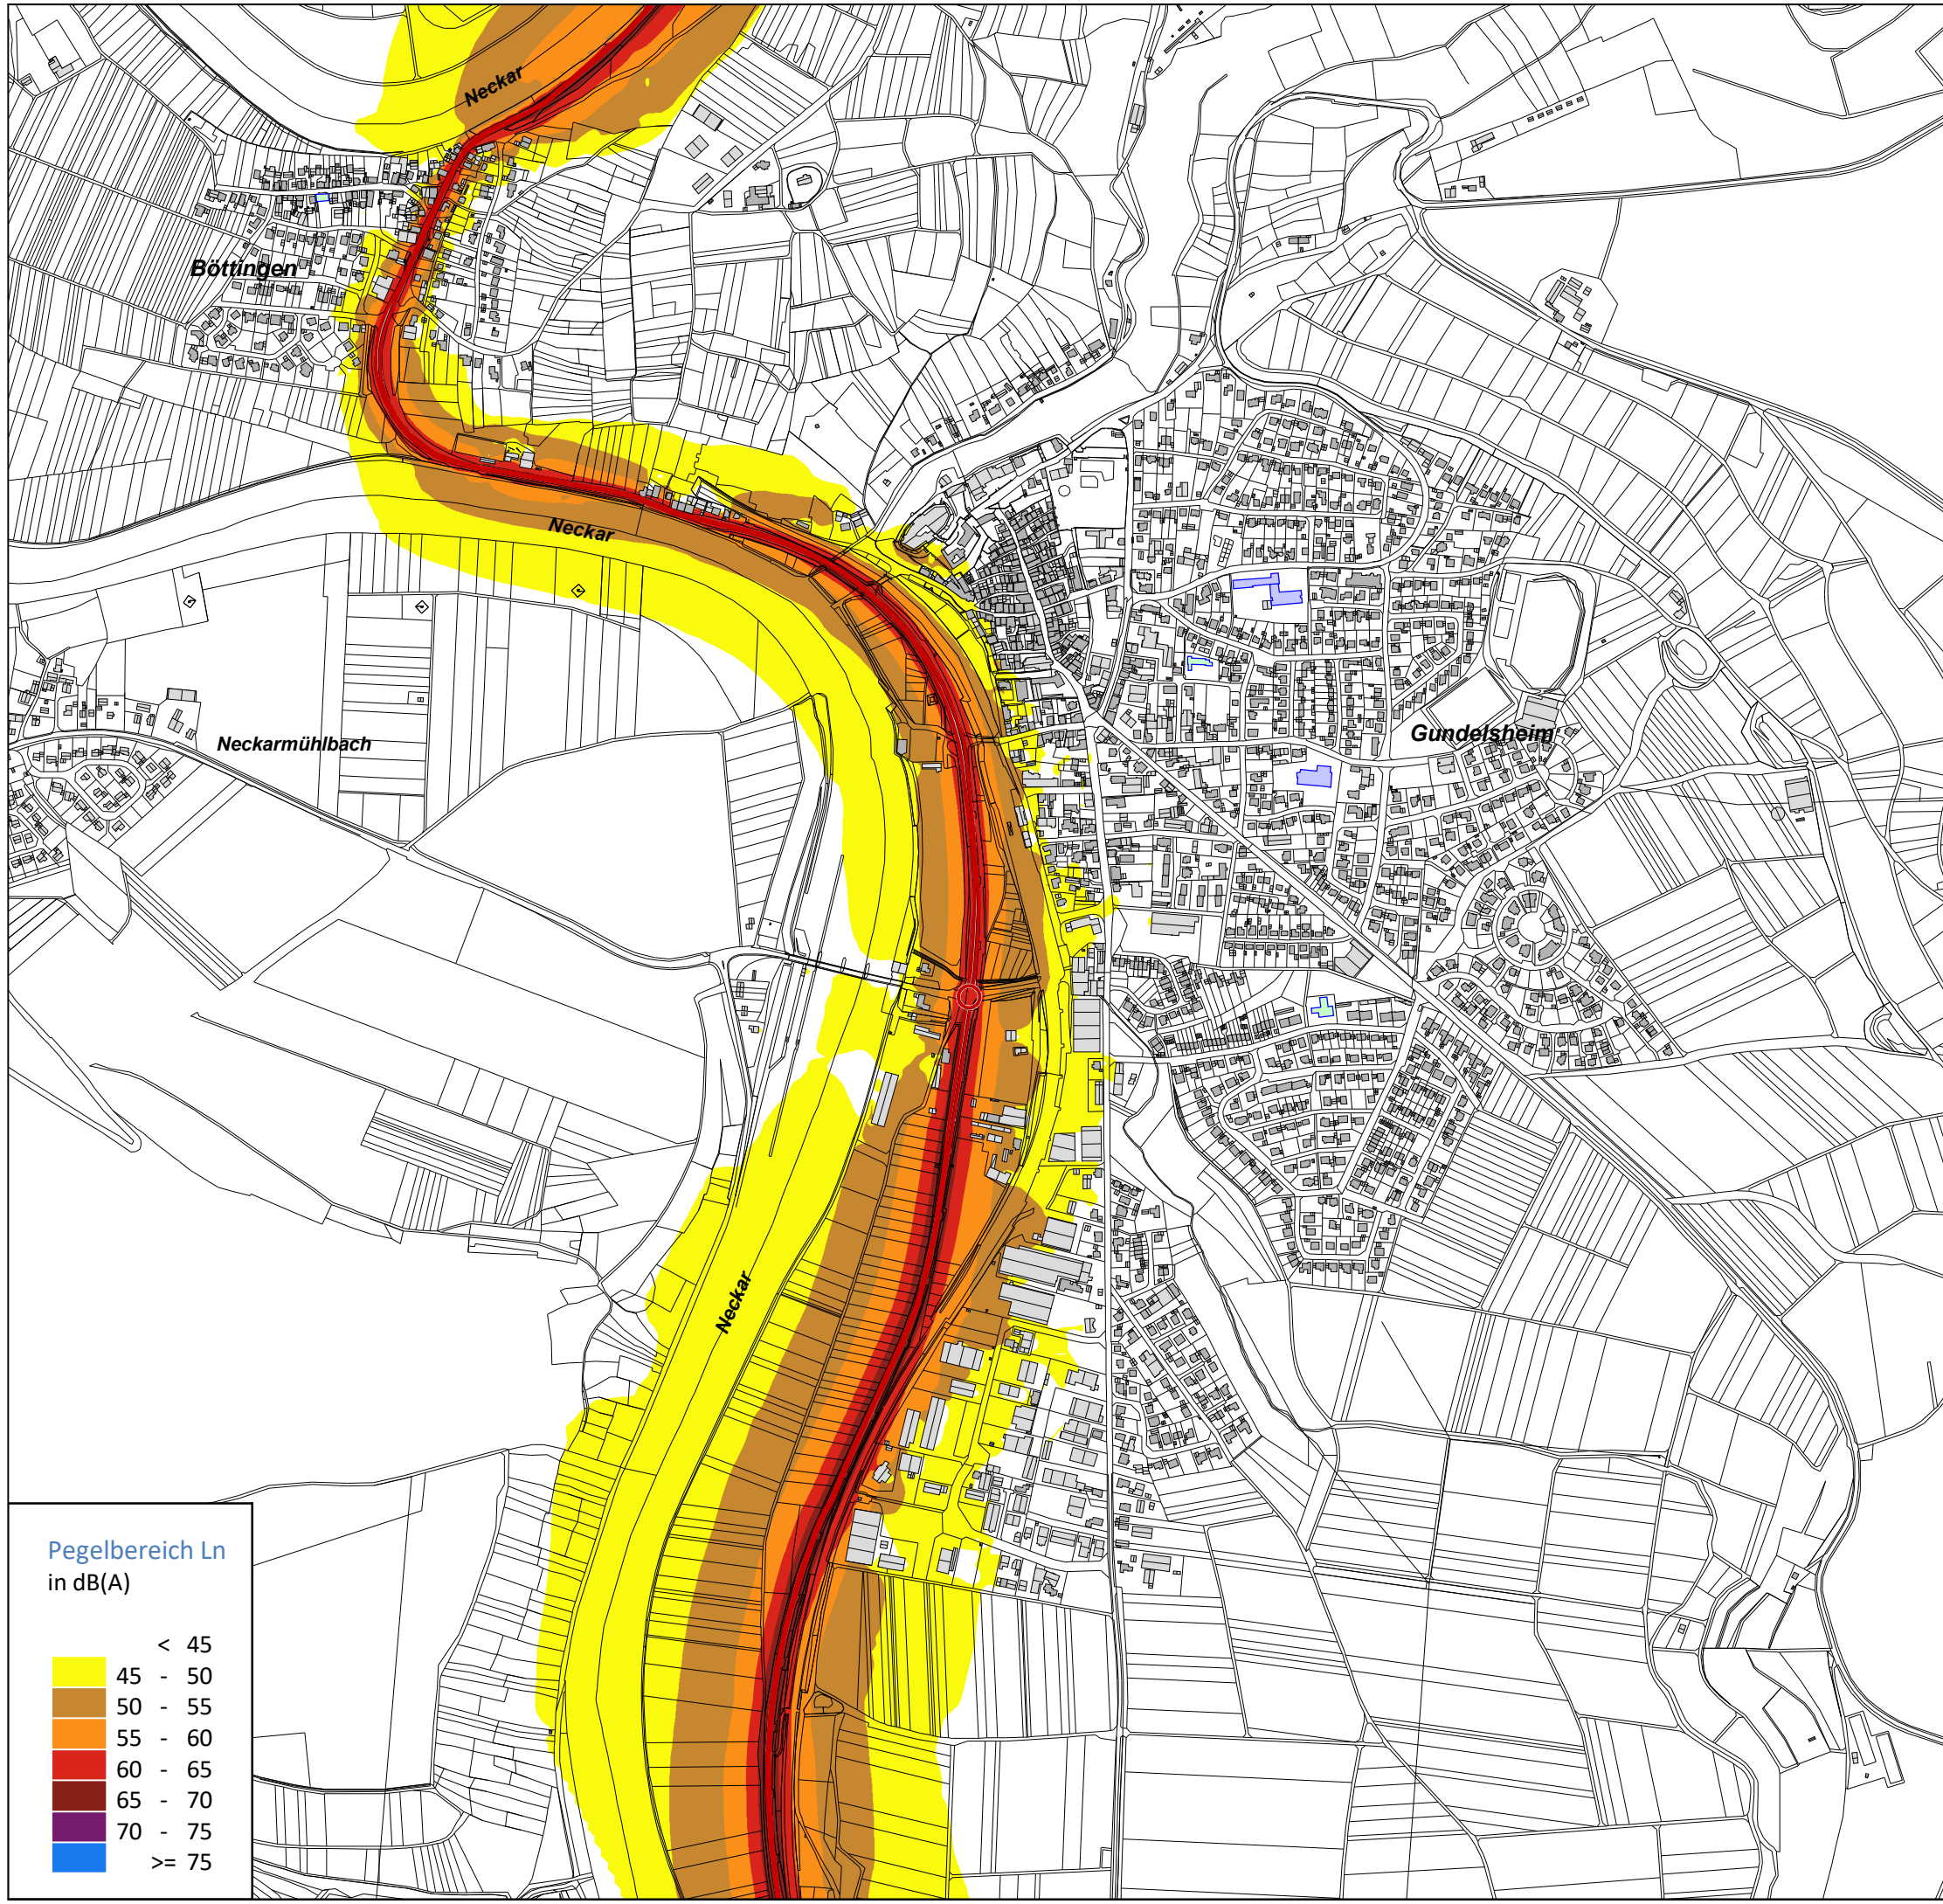 Neckar
Böttingen
Neckar
Gundelsheim
Neckarmühlbach
Neckar
Pegelbereich Ln
in dB(A)
< 45
45 - 50
50 - 55
55 - 60
60 - 65
65 - 70
70 - 75
>= 75